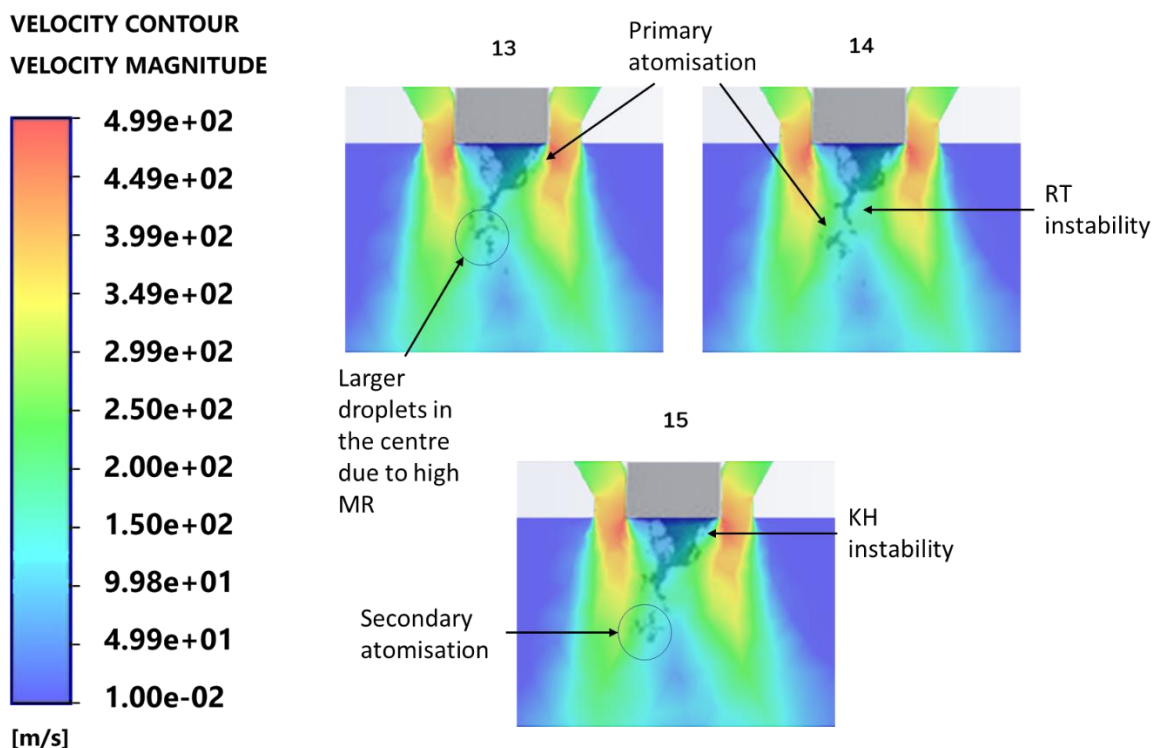 VELOCITY CONTOUR
VELOCITY MAGNITUDE
4.99e+02
4.49e+02
3.99e+02
3.49e+02
2.99e+02
2.50e+02
2.00e+02
1.50e+02
9.98e+01
4.99e+01
1.00e-02
[m/s]
13
Primary
atomisation
14
RT
instability
Larger
droplets in
the centre
due to high
MR
15
KH
instability
Secondary
atomisation